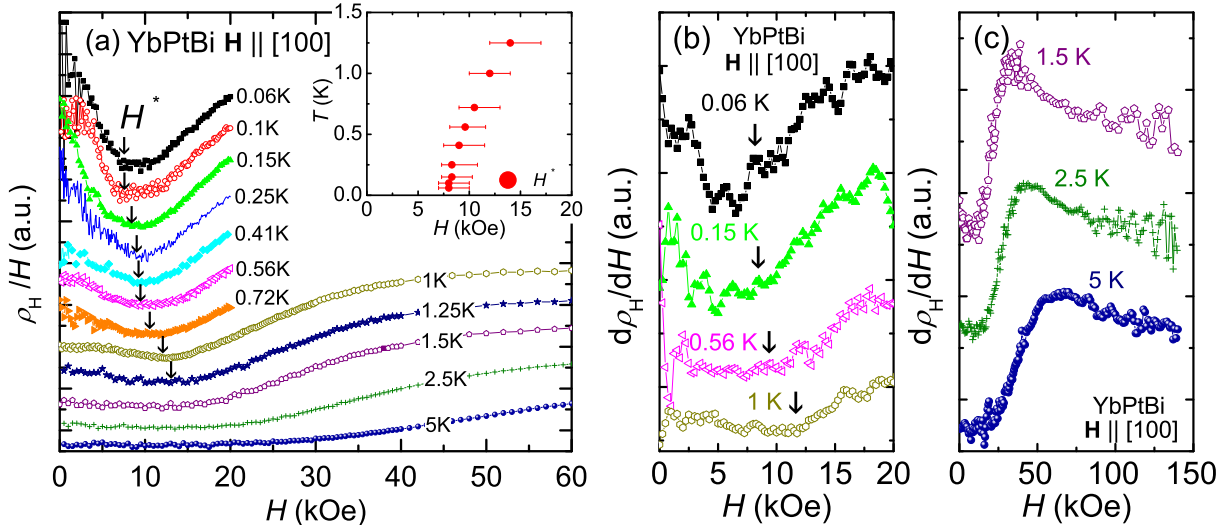 (a) YbPtBi H || [100]
H*
0.06K
0.1K
0.15K
0.25K
0.41K
0.56K
0.72K
1K
1.25K
1.5K
2.5K
5K
ρH/H (a.u.)
0 10 20 30 40 50 60
H (kOe)
1.5
1.0
0.5
0.0
T (K)
H*
0 5 10 15 20
H (kOe)
(b) YbPtBi
H || [100]
0.06 K
0.15 K
0.56 K
1 K
dρH/dH (a.u.)
0 5 10 15 20
H (kOe)
(c)
1.5 K
2.5 K
5 K
YbPtBi
H || [100]
dρH/dH (a.u.)
0 50 100 150
H (kOe)